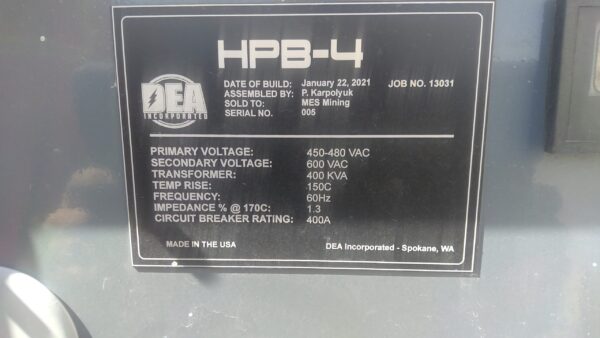 HPB-4
DEA
INCORPORATED
DATE OF BUILD: January 22, 2021 JOB NO. 13031
ASSEMBLED BY: P. Karpolyuk
SOLD TO: MES Mining
SERIAL NO. 005
PRIMARY VOLTAGE: 450-480 VAC
SECONDARY VOLTAGE: 600 VAC
TRANSFORMER: 400 KVA
TEMP RISE: 150C
FREQUENCY: 60Hz
IMPEDANCE % @ 170C: 1.3
CIRCUIT BREAKER RATING: 400A
MADE IN THE USA DEA Incorporated - Spokane, WA